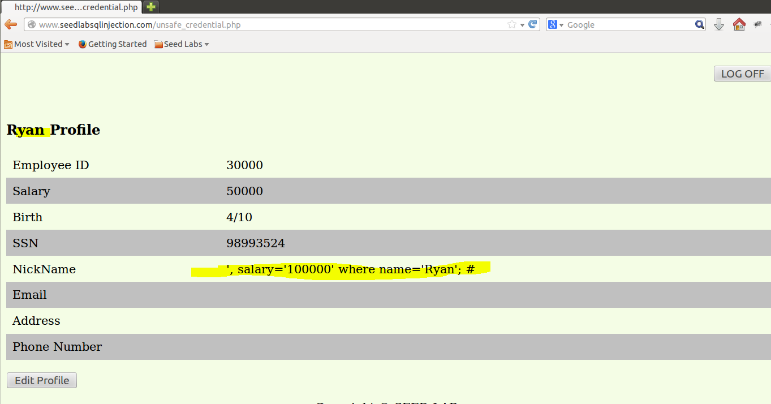 http://www.see...credential.php
www.seedlabsqlinjection.com/unsafe_credential.php
Google
Most Visited Getting Started Seed Labs
LOG OFF
Ryan Profile
Employee ID 30000
Salary 50000
Birth 4/10
SSN 98993524
NickName ', salary='100000' where name='Ryan'; #
Email
Address
Phone Number
Edit Profile